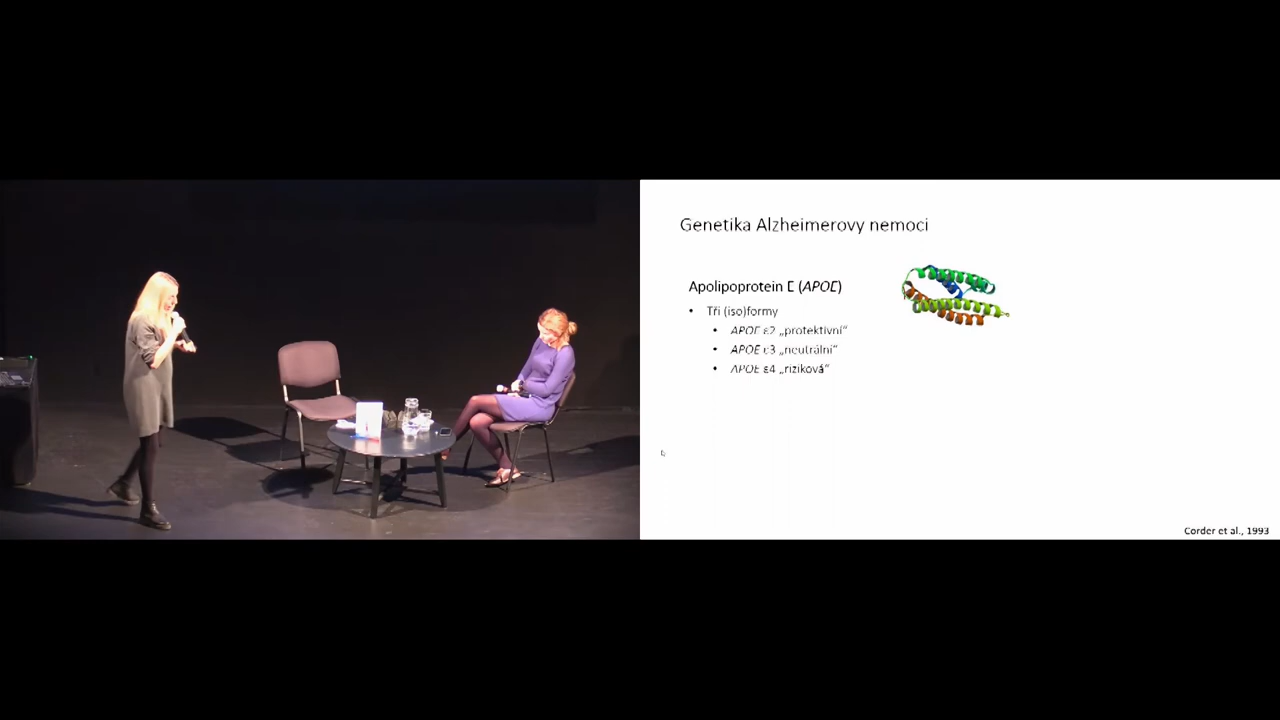 Genetika Alzheimerovy nemoci
Apolipoprotein E (APOE)
• Tři (iso)formy
• APOE ε2 „protektivní“
• APOE ε3 „neutrální“
• APOE ε4 „riziková“
Corder et al., 1993